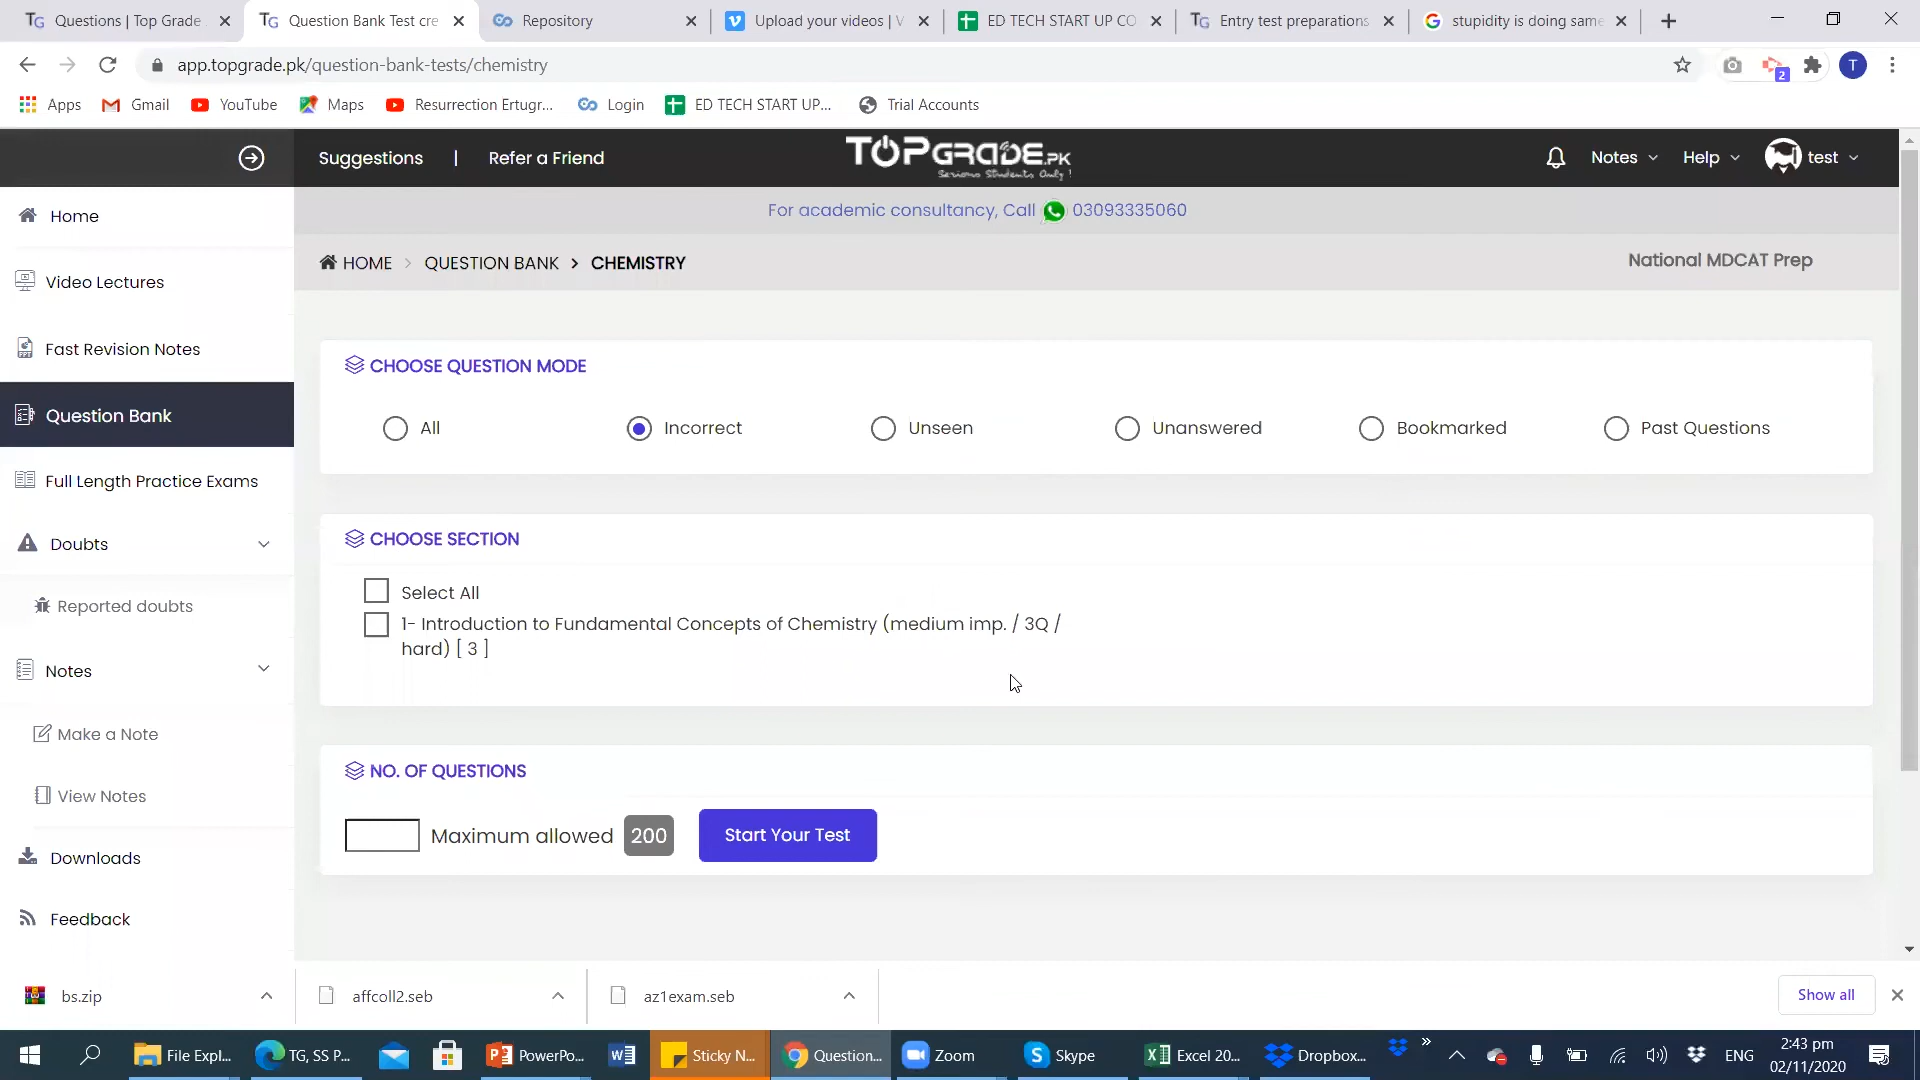 Questions | Top Grade
Question Bank Test cre
Repository
Upload your videos | V
ED TECH START UP CO
Entry test preparations
stupidity is doing same
app.topgrade.pk/question-bank-tests/chemistry
T
2
Apps
Gmail
YouTube
Maps
Resurrection Ertugr...
Login
ED TECH START UP...
Trial Accounts
Suggestions | Refer a Friend
TOPGRADE.PK
Serious Students Only !
Notes
Help
test
For academic consultancy, Call 03093335060
HOME > QUESTION BANK > CHEMISTRY
National MDCAT Prep
Home
Video Lectures
Fast Revision Notes
Question Bank
Full Length Practice Exams
Doubts
Reported doubts
Notes
Make a Note
View Notes
Downloads
Feedback
CHOOSE QUESTION MODE
All
Incorrect
Unseen
Unanswered
Bookmarked
Past Questions
CHOOSE SECTION
Select All
1- Introduction to Fundamental Concepts of Chemistry (medium imp. / 3Q /
hard) [ 3 ]
NO. OF QUESTIONS
Maximum allowed 200
Start Your Test
bs.zip
affcoll2.seb
az1exam.seb
Show all
File Expl...
TG, SS P...
PowerPo...
Sticky N...
Question...
Zoom
Skype
Excel 20...
Dropbox...
ENG
2:43 pm
02/11/2020